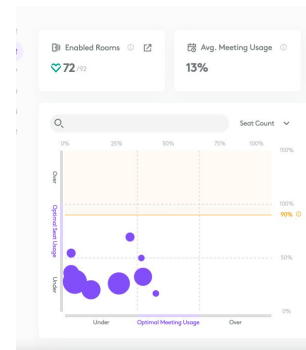 Enabled Rooms
72 /92
Avg. Meeting Usage
13%
Seat Count
0% 25% 50% 75% 100%
150%
Over
100%
Optimal Seat Usage
90%
50%
Under
0%
Under Optimal Meeting Usage Over